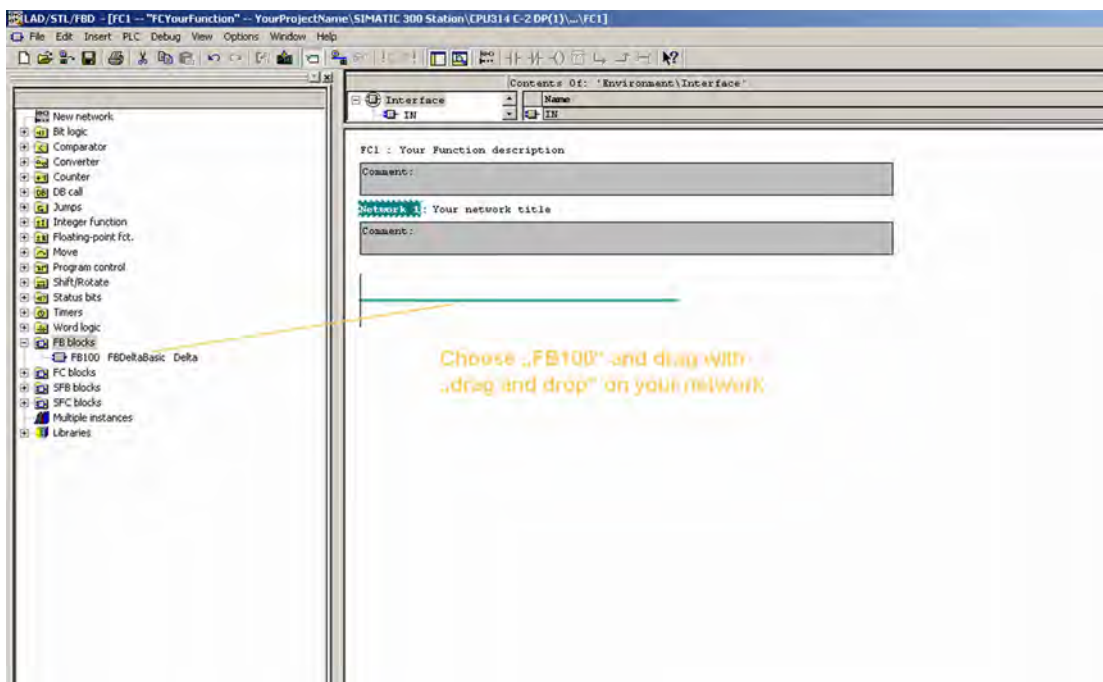 LAD/STL/FBD - [FC1 -- "FCYourFunction" -- YourProjectName\SIMATIC 300 Station\CPU314 C-2 DP(1)\...\FC1]
File Edit Insert PLC Debug View Options Window Help
Contents Of: 'Environment\Interface'
Interface
Name
IN
IN
New network
Bit logic
Comparator
Converter
Counter
DB call
Jumps
Integer function
Floating-point fct.
Move
Program control
Shift/Rotate
Status bits
Timers
Word logic
FB blocks
FB100 FBDeltaBasic Delta
FC blocks
SFB blocks
SFC blocks
Multiple instances
Libraries
FC1 : Your Function description
Comment:
Network 1: Your network title
Comment:
Choose „FB100" and drag with
„drag and drop" on your network